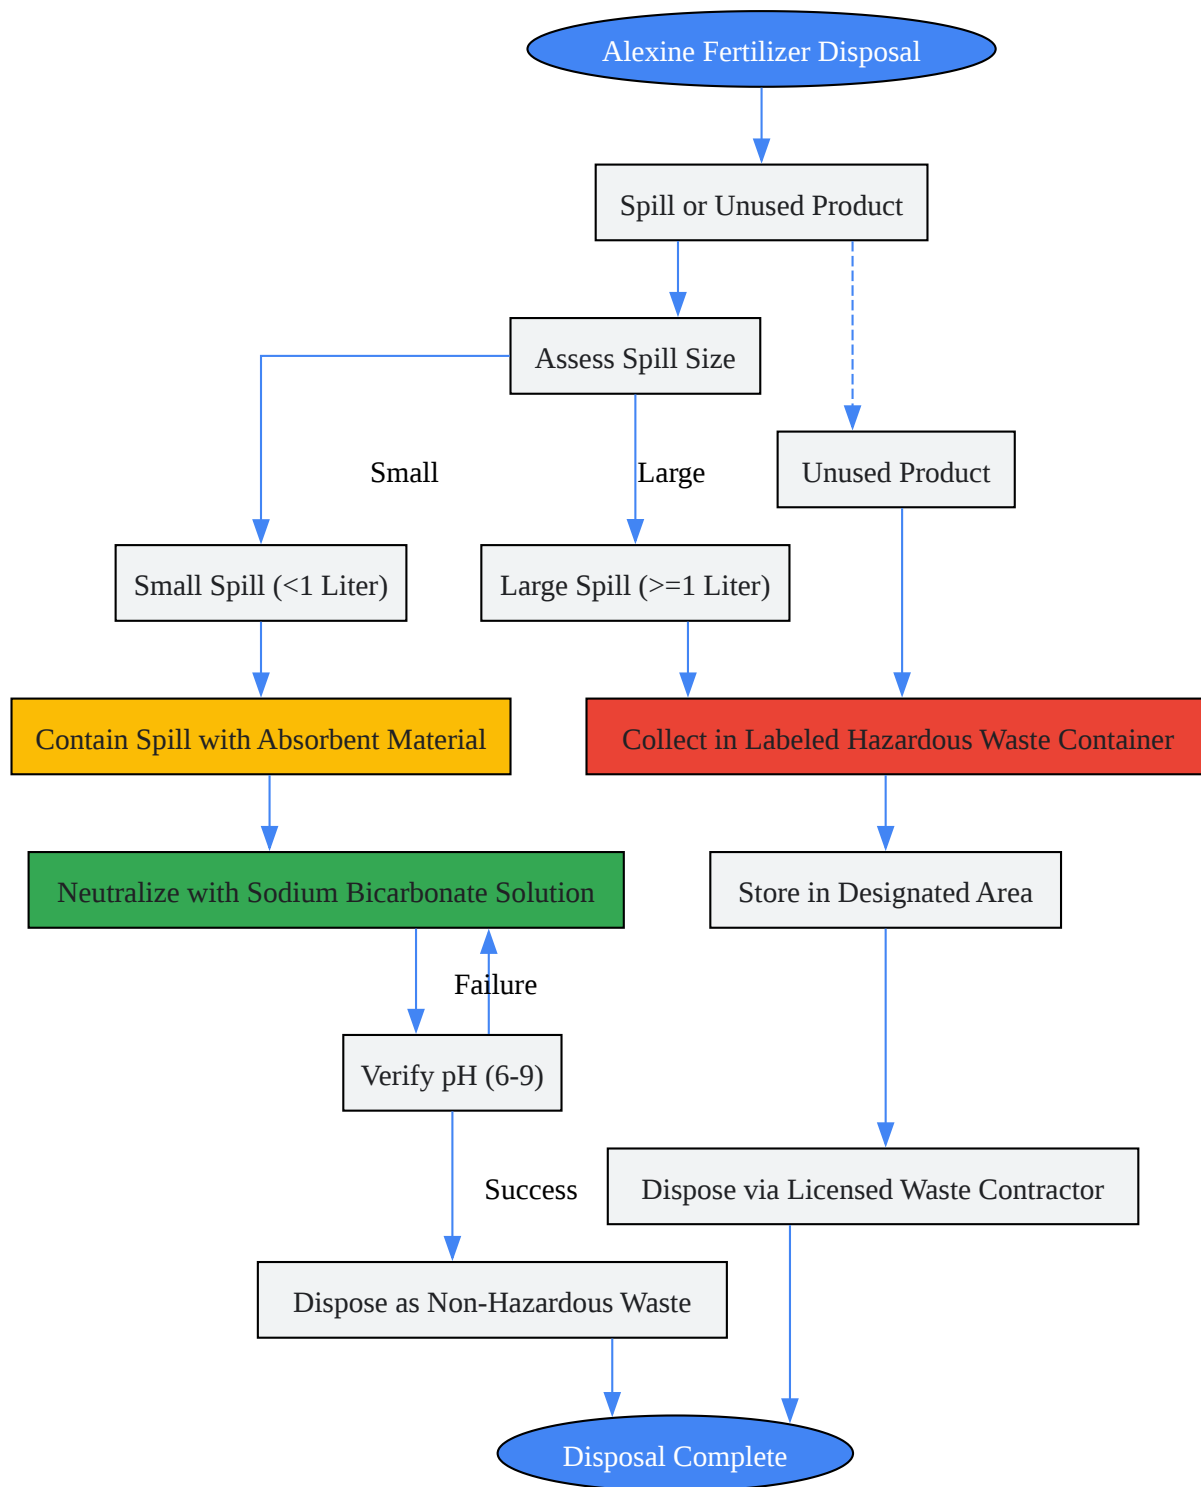 Alexine Fertilizer Disposal
Spill or Unused Product
Assess Spill Size
Small
Large
Unused Product
Small Spill (<1 Liter)
Large Spill (>=1 Liter)
Contain Spill with Absorbent Material
Collect in Labeled Hazardous Waste Container
Neutralize with Sodium Bicarbonate Solution
Store in Designated Area
Failure
Verify pH (6-9)
Success
Dispose via Licensed Waste Contractor
Dispose as Non-Hazardous Waste
Disposal Complete